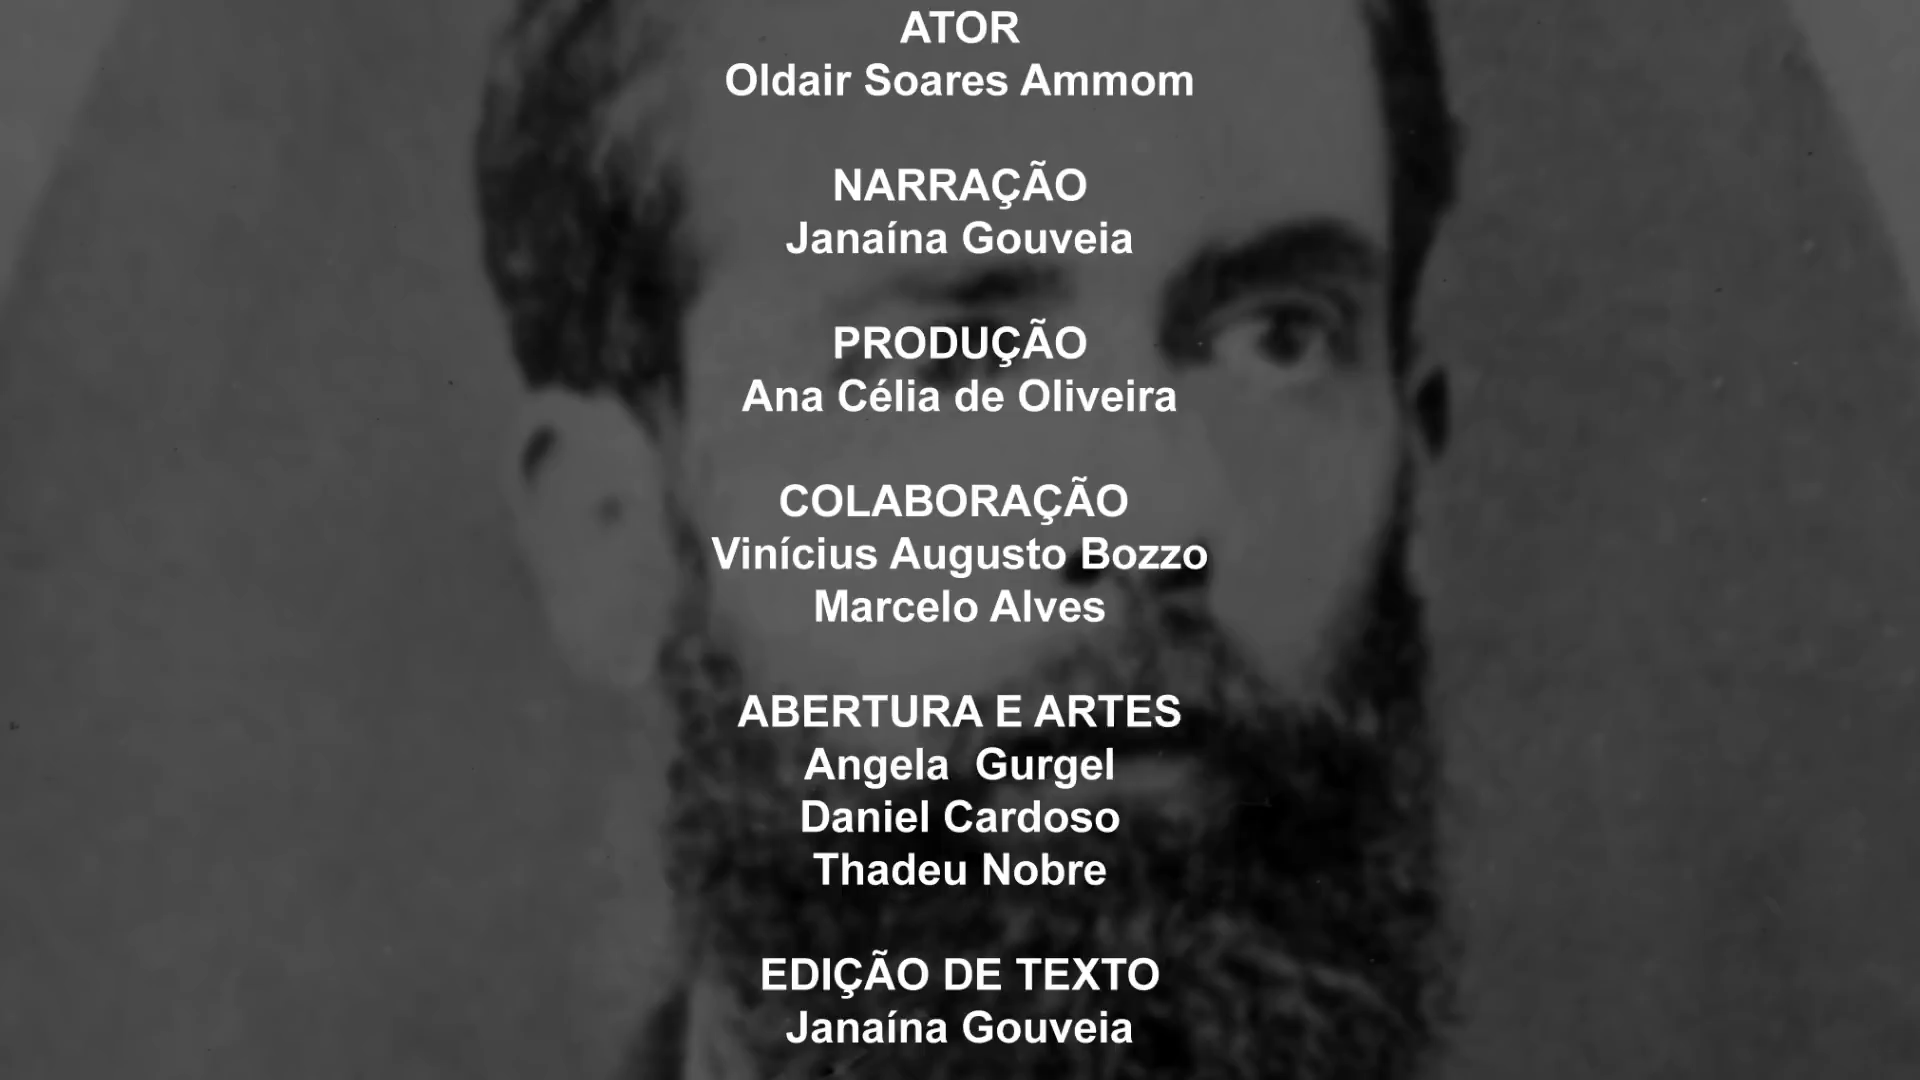 ATOR
Oldair Soares Ammom
NARRAÇÃO
Janaína Gouveia
PRODUÇÃO
Ana Célia de Oliveira
COLABORAÇÃO
Vinícius Augusto Bozzo
Marcelo Alves
ABERTURA E ARTES
Angela  Gurgel
Daniel Cardoso
Thadeu Nobre
EDIÇÃO DE TEXTO
Janaína Gouveia